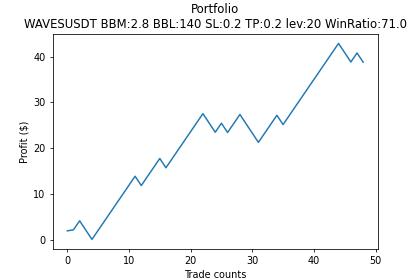 Portfolio
WAVESUSDT BBM:2.8 BBL:140 SL:0.2 TP:0.2 lev:20 WinRatio:71.0
40
30
20
10
0
Profit ($)
0 10 20 30 40 50
Trade counts